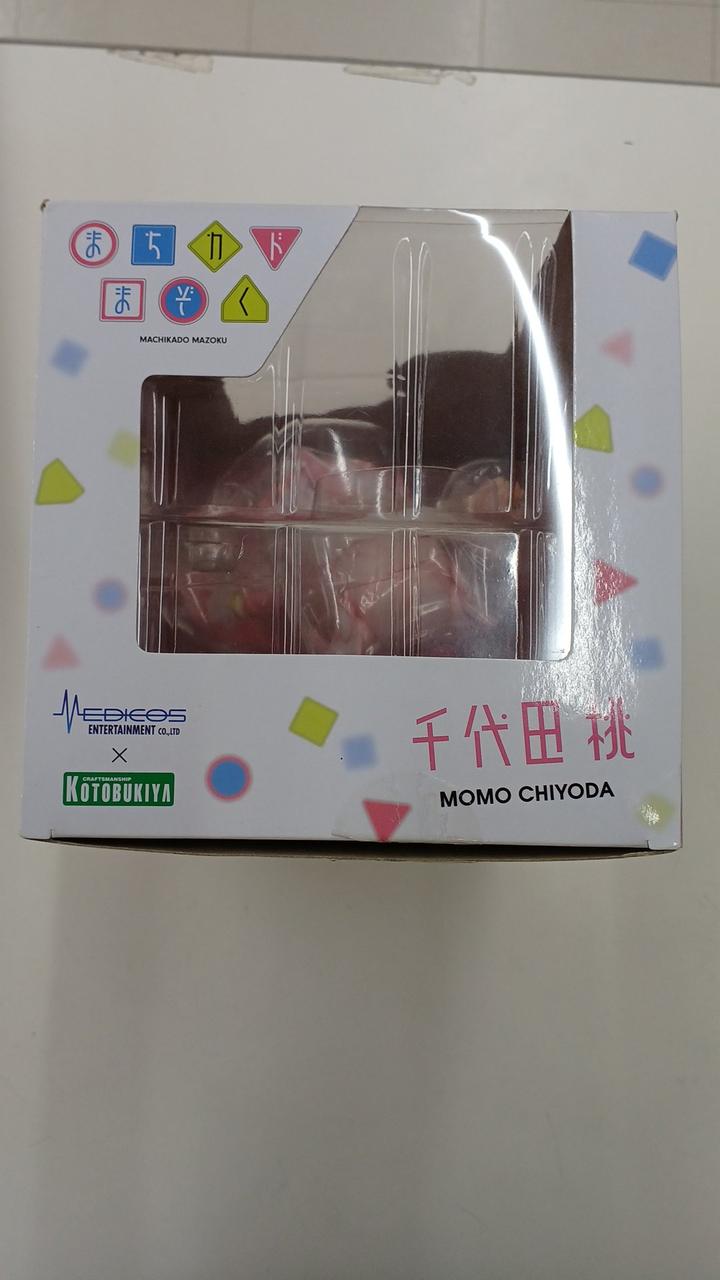 まちカド
まぞく
MACHIKADO MAZOKU
MEDICOS
ENTERTAINMENT CO.,LTD
×
CRAFTSMANSHIP
KOTOBUKIYA
千代田 桃
MOMO CHIYODA